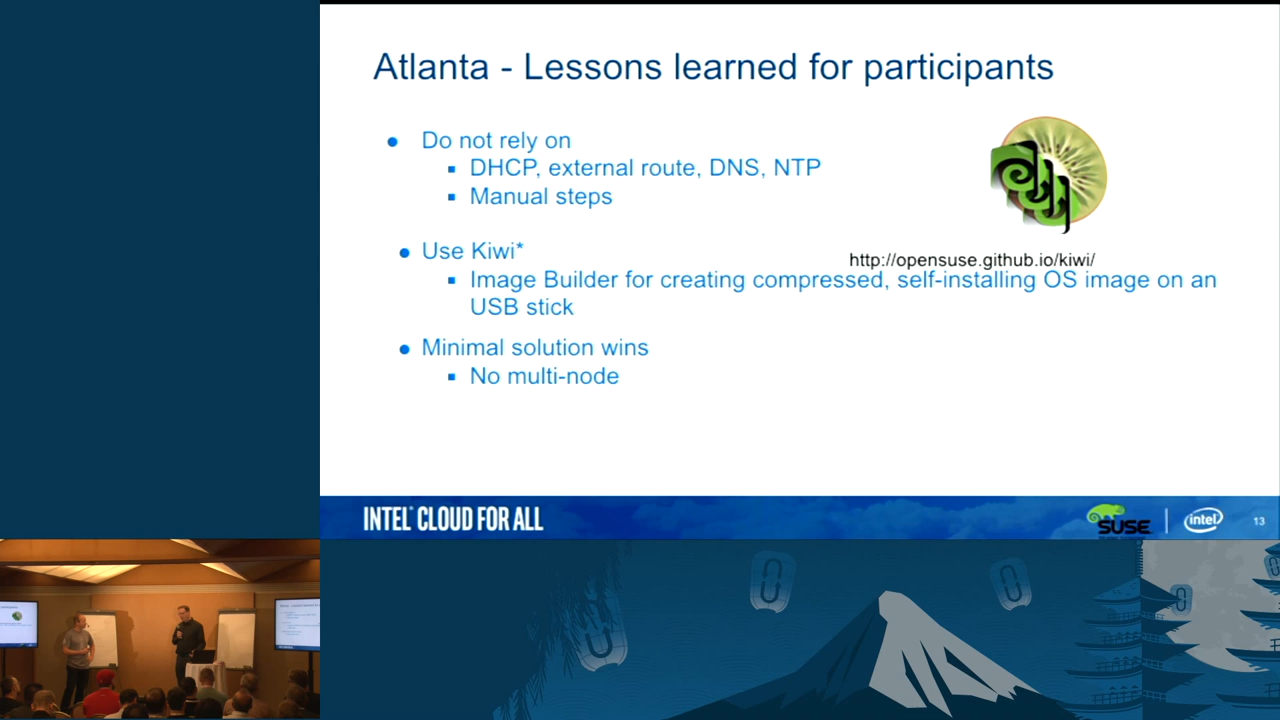 Atlanta - Lessons learned for participants
Do not rely on
DHCP, external route, DNS, NTP
Manual steps
Use Kiwi*
http://opensuse.github.io/kiwi/
Image Builder for creating compressed, self-installing OS image on an
USB stick
Minimal solution wins
No multi-node
INTEL® CLOUD FOR ALL
SUSE
intel
13